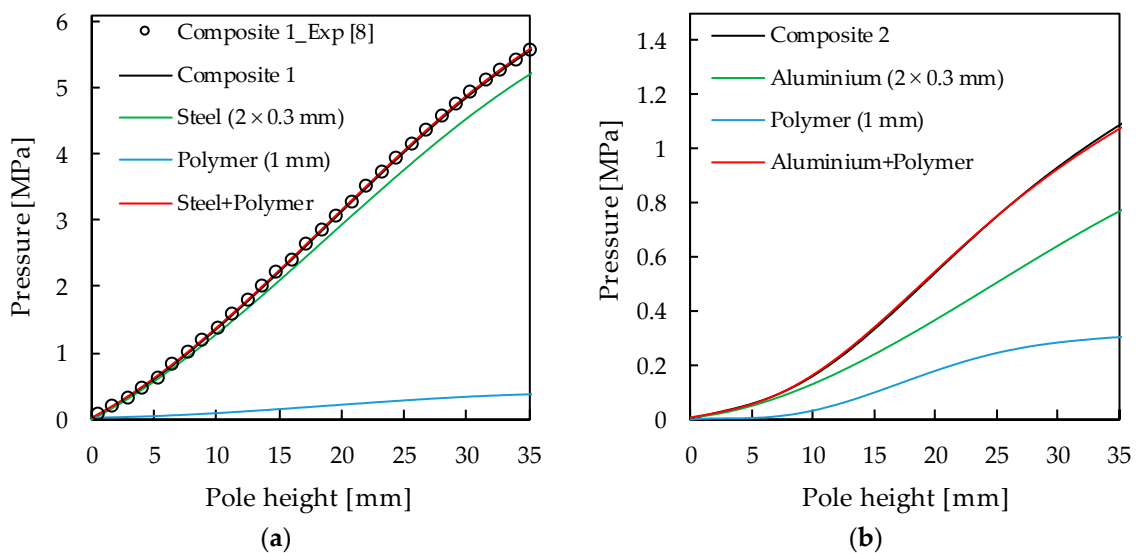 6
5
4
3
2
1
0
Pressure [MPa]
Composite 1_Exp [8]
Composite 1
Steel (2 × 0.3 mm)
Polymer (1 mm)
Steel+Polymer
0 5 10 15 20 25 30 35
Pole height [mm]
(a)
1.4
1.2
1
0.8
0.6
0.4
0.2
0
Pressure [MPa]
Composite 2
Aluminium (2 × 0.3 mm)
Polymer (1 mm)
Aluminium+Polymer
0 5 10 15 20 25 30 35
Pole height [mm]
(b)